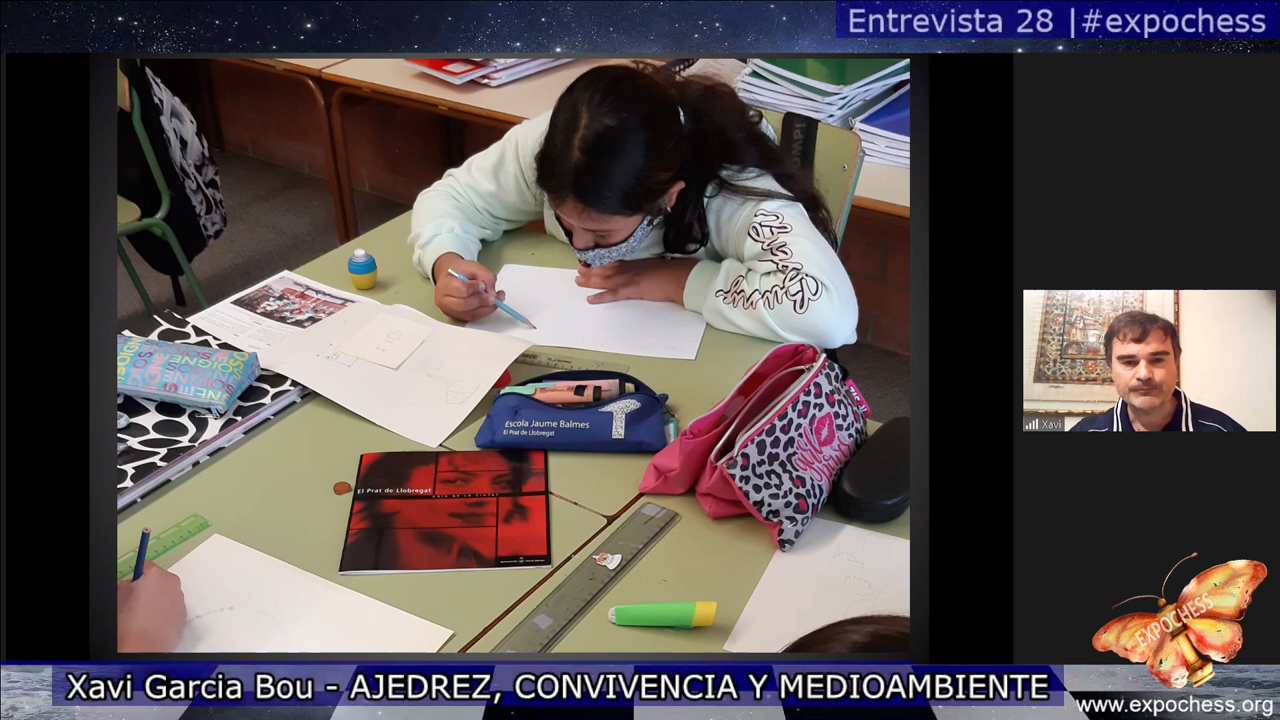 Entrevista 28 |#expochess
Escola Jaume Balmes
El Prat de Llobregat
El Prat de Llobregat
Xavi
EXPOCHESS
Xavi Garcia Bou - AJEDREZ, CONVIVENCIA Y MEDIOAMBIENTE
www.expochess.org